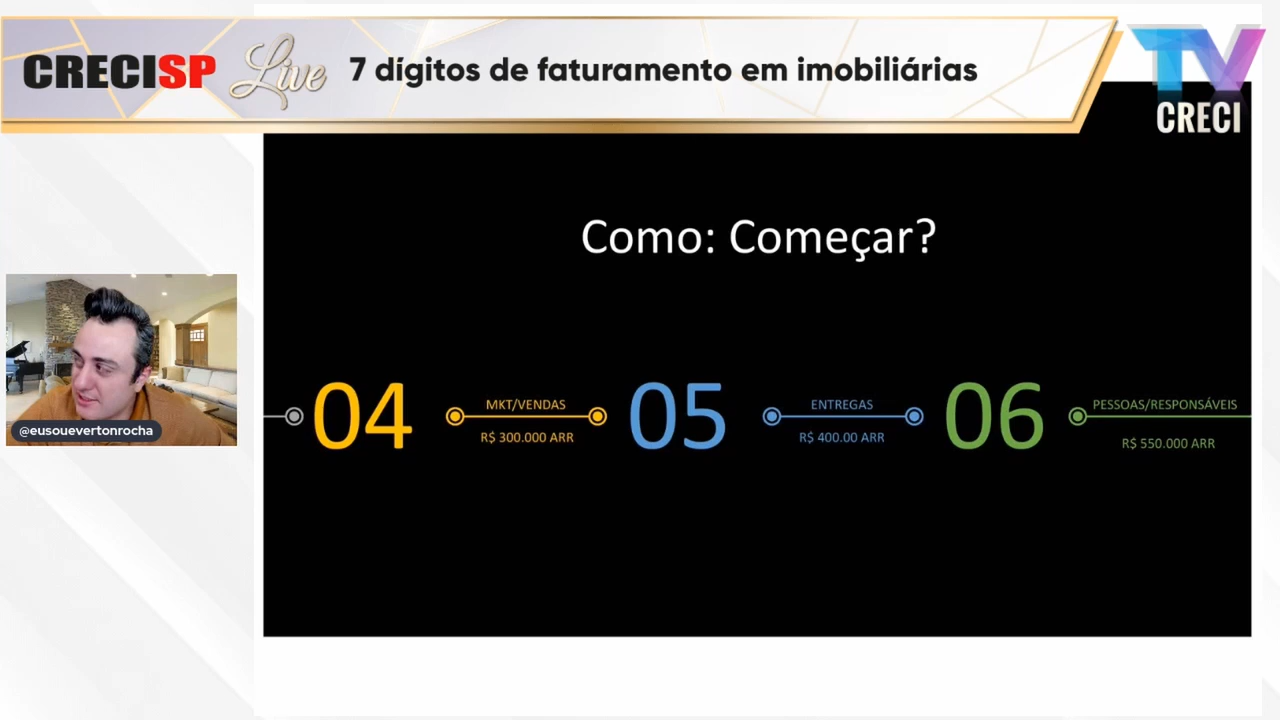 CRECISP Live 7 dígitos de faturamento em imobiliárias
TV
CRECI
Como: Começar?
04
MKT/VENDAS
R$ 300.000 ARR
05
ENTREGAS
R$ 400.00 ARR
06
PESSOAS/RESPONSÁVEIS
R$ 550.000 ARR
@eusouevertonrocha